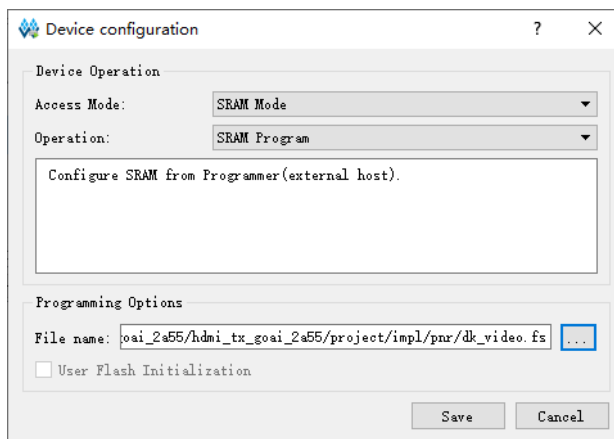 Device configuration
?
Device Operation
Access Mode:
SRAM Mode
Operation:
SRAM Program
Configure SRAM from Programmer(external host).
Programming Options
File name:
oai_2a55/hdmi_tx_goai_2a55/project/impl/pnr/dk_video.fs
...
User Flash Initialization
Save
Cancel